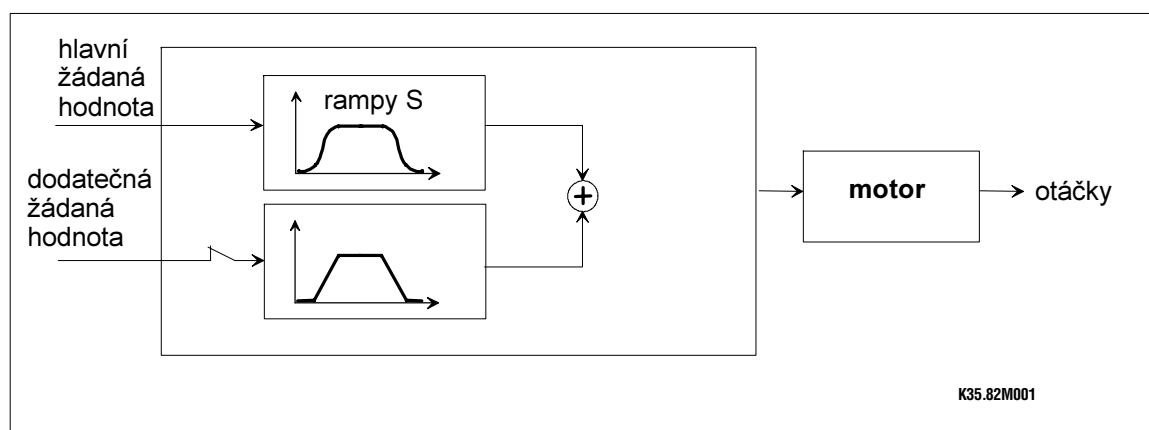 hlavní
žádaná
hodnota
rampy S
dodatečná
žádaná
hodnota
+
motor
otáčky
K35.82M001